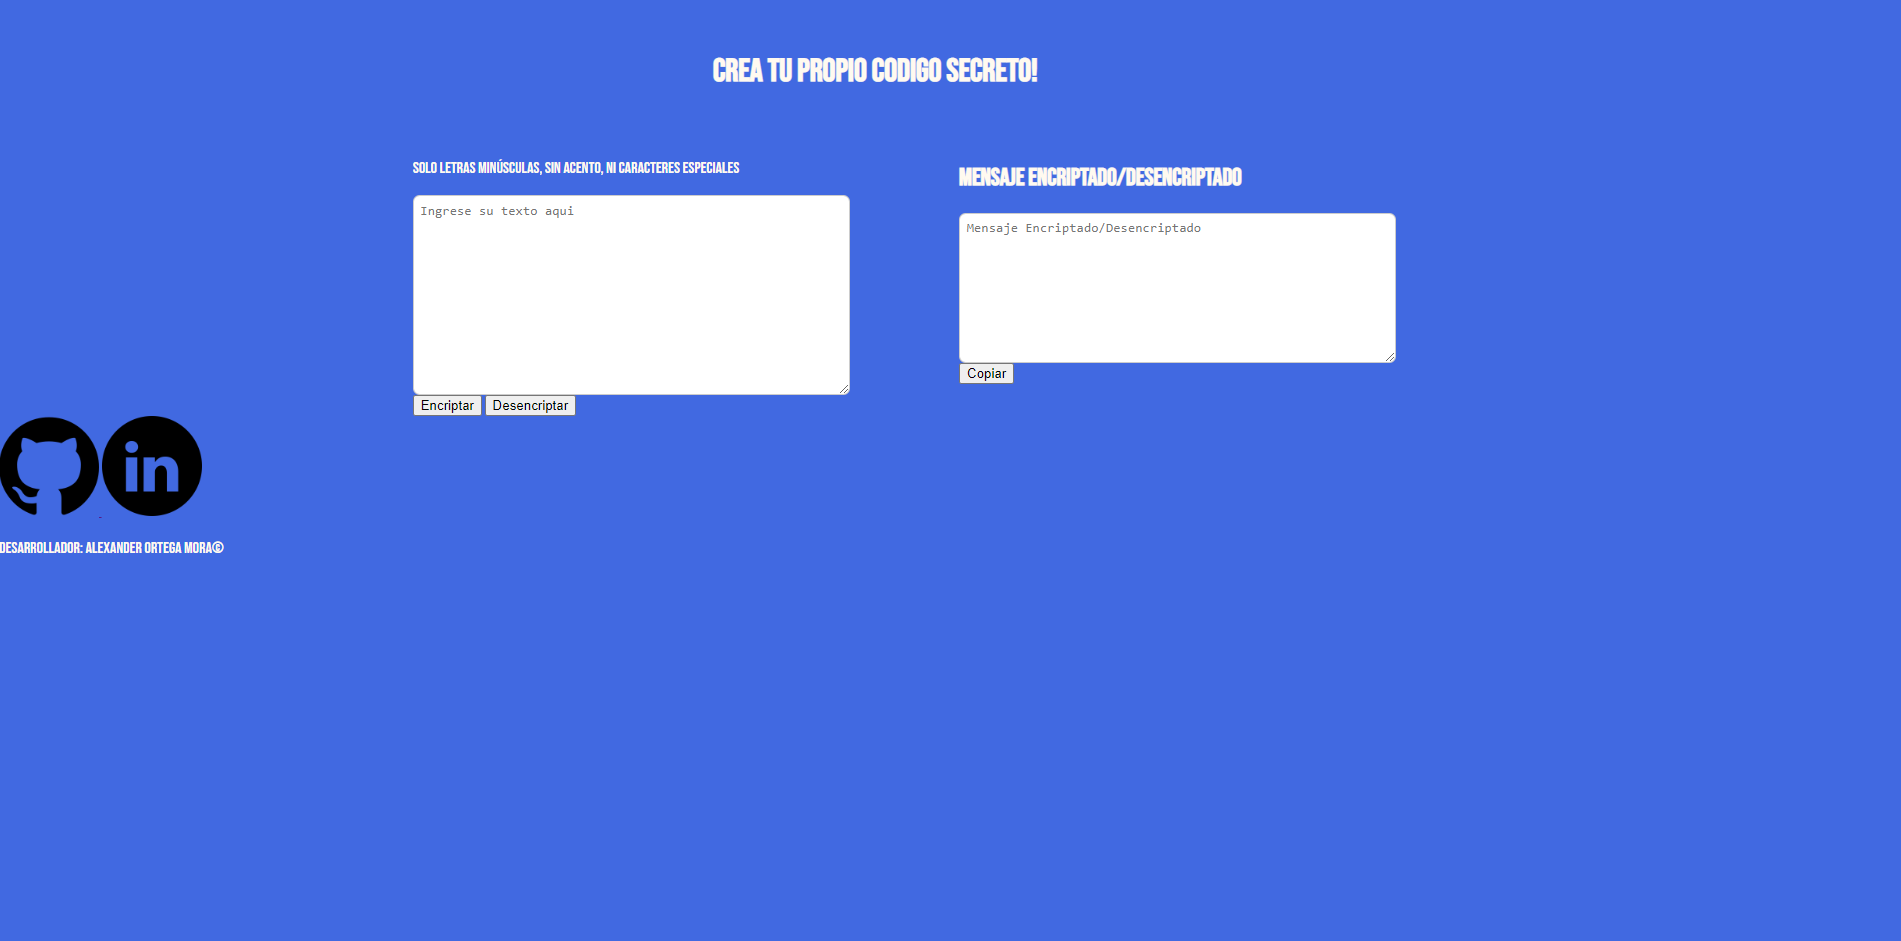 CREA TU PROPIO CODIGO SECRETO!
SOLO LETRAS MINÚSCULAS, SIN ACENTO, NI CARACTERES ESPECIALES
Ingrese su texto aqui
Encriptar Desencriptar
MENSAJE ENCRIPTADO/DESENCRIPTADO
Mensaje Encriptado/Desencriptado
Copiar
in
DESARROLLADOR: ALEXANDER ORTEGA MORA©